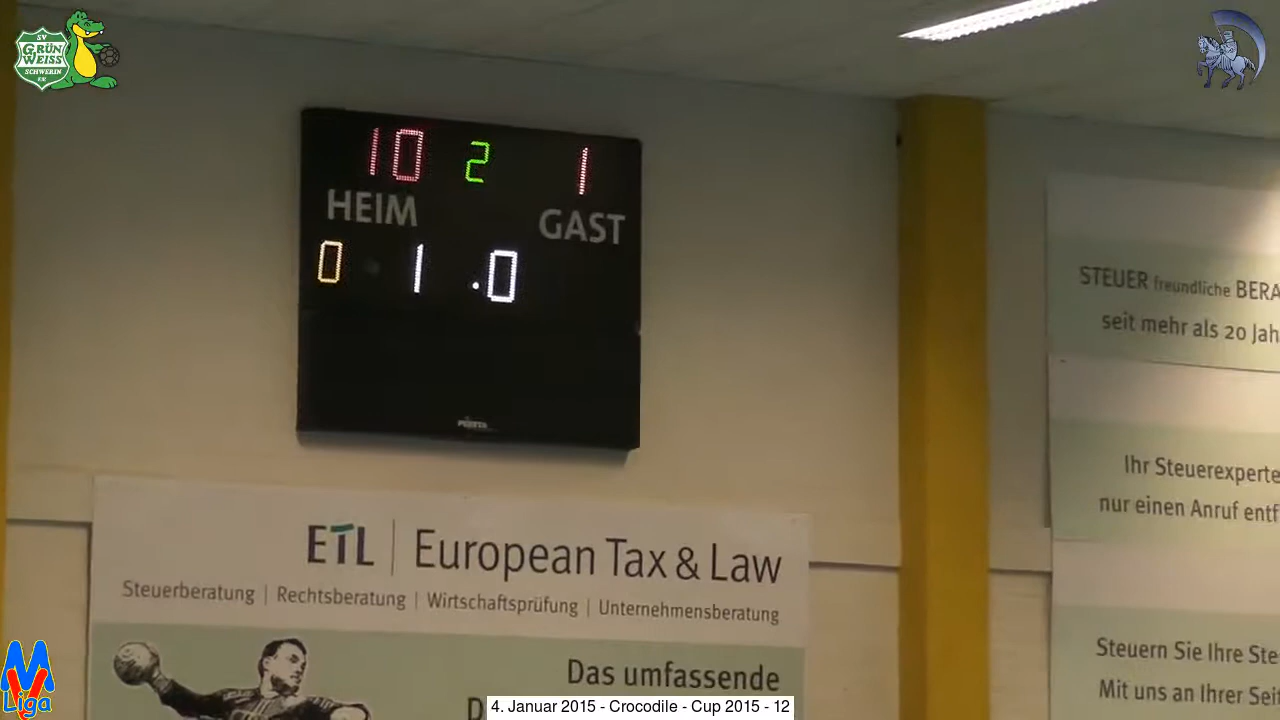 SV
GRÜN
WEISS
SCHWERIN
e.V.
10 2 1
HEIM GAST
0 1 .0
ETL | European Tax & Law
Steuerberatung | Rechtsberatung | Wirtschaftsprüfung | Unternehmensberatung
Das umfassende
D
STEUER freundliche BERA
seit mehr als 20 Jah
Ihr Steuerexperte
nur einen Anruf entf
Steuern Sie Ihre Ste
Mit uns an Ihrer Seit
MV
Liga
4. Januar 2015 - Crocodile - Cup 2015 - 12